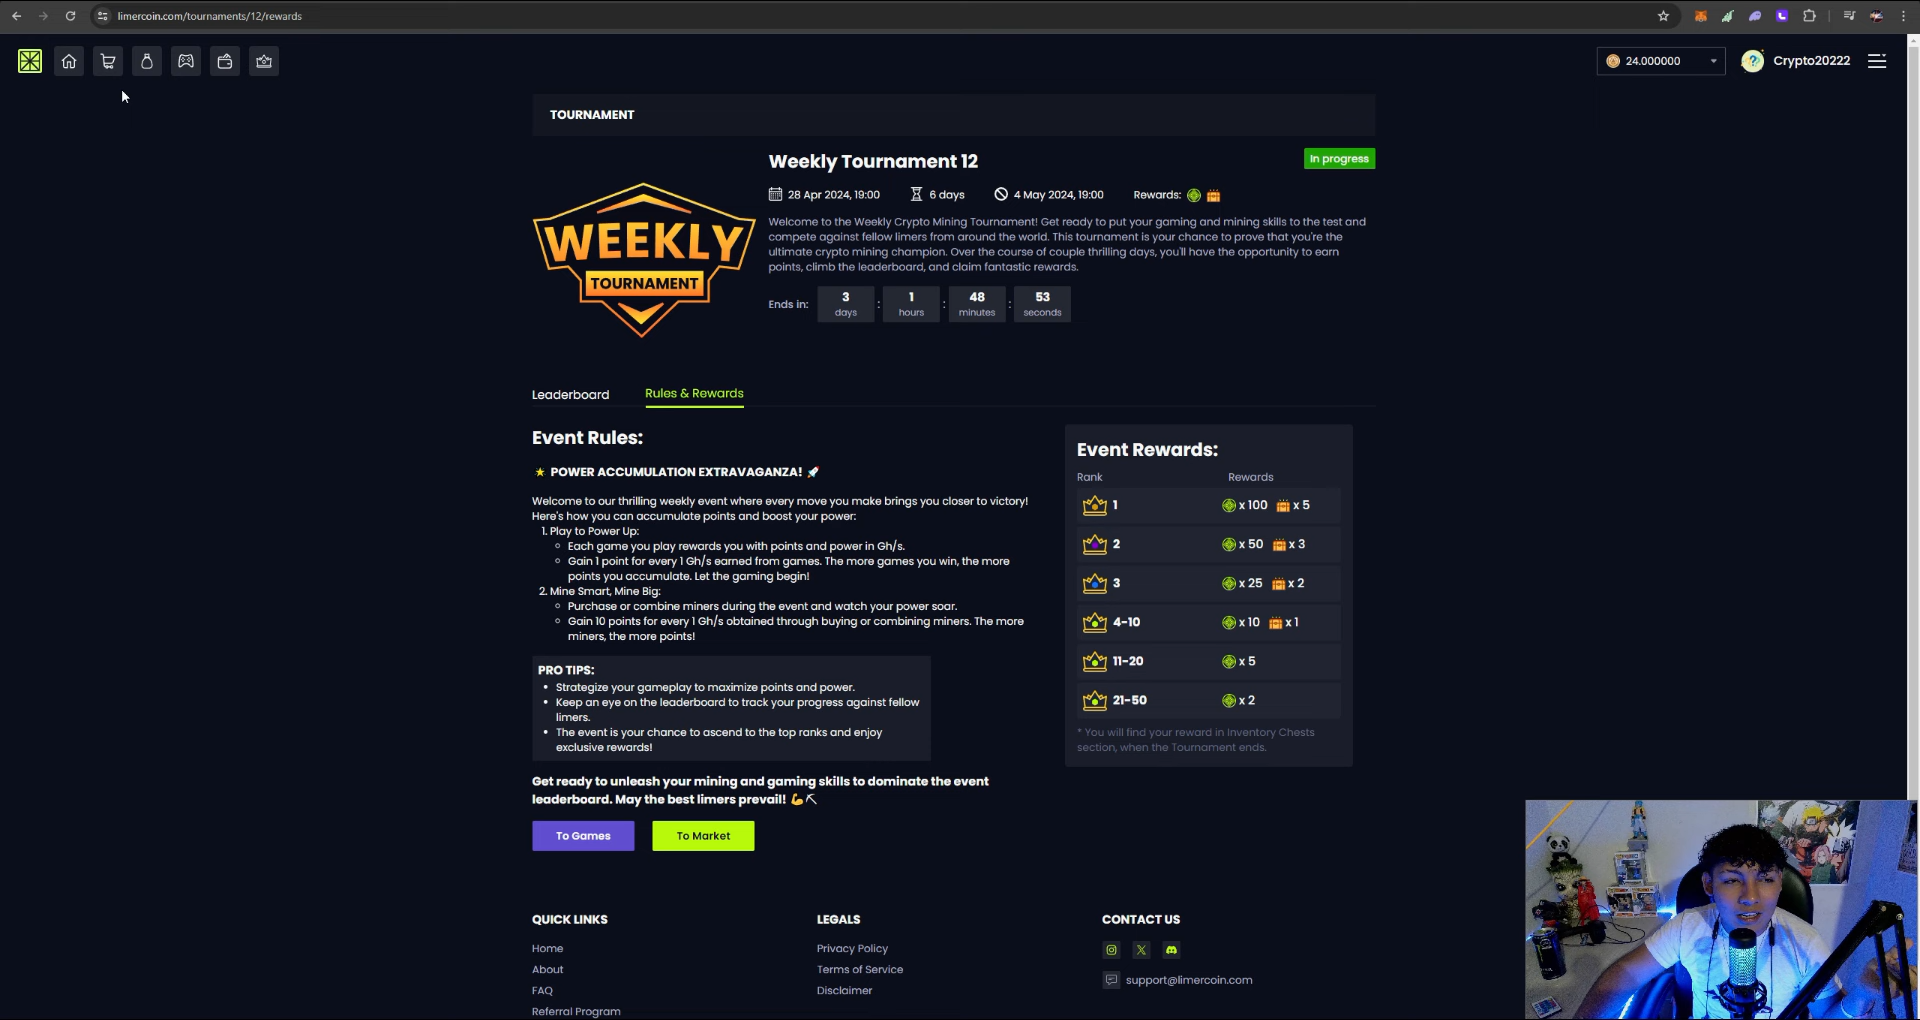 limercoin.com/tournaments/12/rewards
24.000000
Crypto20222
TOURNAMENT
WEEKLY
TOURNAMENT
Weekly Tournament 12
In progress
28 Apr 2024, 19:00 6 days 4 May 2024, 19:00 Rewards:
Welcome to the Weekly Crypto Mining Tournament! Get ready to put your gaming and mining skills to the test and
compete against fellow limers from around the world. This tournament is your chance to prove that you're the
ultimate crypto mining champion. Over the course of couple thrilling days, you'll have the opportunity to earn
points, climb the leaderboard, and claim fantastic rewards.
Ends in: 3 : 1 : 48 : 53
days hours minutes seconds
Leaderboard Rules & Rewards
Event Rules:
⭐ POWER ACCUMULATION EXTRAVAGANZA! 🚀
Welcome to our thrilling weekly event where every move you make brings you closer to victory!
Here's how you can accumulate points and boost your power:
1. Play to Power Up:
Each game you play rewards you with points and power in Gh/s.
Gain 1 point for every 1 Gh/s earned from games. The more games you win, the more
points you accumulate. Let the gaming begin!
2. Mine Smart, Mine Big:
Purchase or combine miners during the event and watch your power soar.
Gain 10 points for every 1 Gh/s obtained through buying or combining miners. The more
miners, the more points!
PRO TIPS:
• Strategize your gameplay to maximize points and power.
• Keep an eye on the leaderboard to track your progress against fellow
limers.
• The event is your chance to ascend to the top ranks and enjoy
exclusive rewards!
Get ready to unleash your mining and gaming skills to dominate the event
leaderboard. May the best limers prevail! 💪⛏
To Games To Market
Event Rewards:
Rank Rewards
1 x 100 x 5
2 x 50 x 3
3 x 25 x 2
4-10 x 10 x 1
11-20 x 5
21-50 x 2
* You will find your reward in Inventory Chests
section, when the Tournament ends.
QUICK LINKS
Home
About
FAQ
Referral Program
LEGALS
Privacy Policy
Terms of Service
Disclaimer
CONTACT US
support@limercoin.com